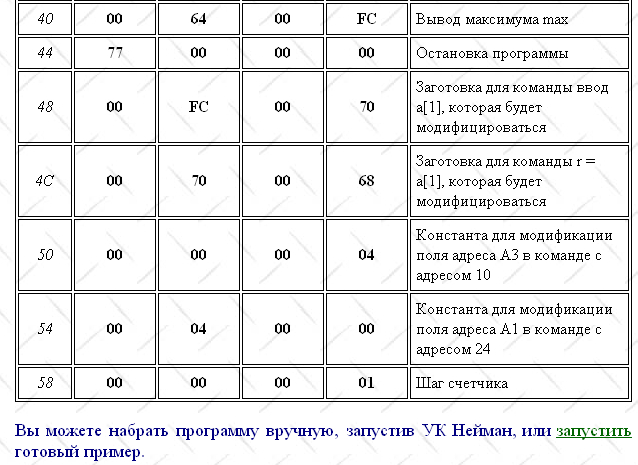 40 00 64 00 FC Вывод максимума max
44 77 00 00 00 Остановка программы
48 00 FC 00 70 Заготовка для команды ввод
a[1], которая будет
модифицироваться
4C 00 70 00 68 Заготовка для команды r =
a[1], которая будет
модифицироваться
50 00 00 00 04 Константа для модификации
поля адреса A3 в команде с
адресом 10
54 00 04 00 00 Константа для модификации
поля адреса A1 в команде с
адресом 24
58 00 00 00 01 Шаг счетчика
Вы можете набрать программу вручную, запустив УК Нейман, или запустить
готовый пример.